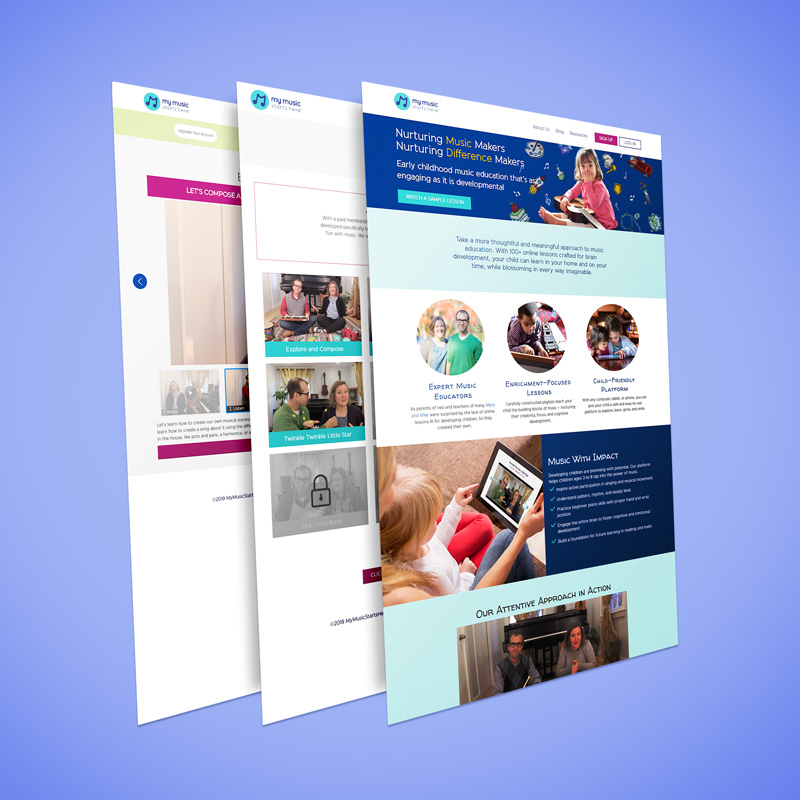 my music
starts here
Upgrade Your Account
LET'S COMPOSE A
2. Listen
Let's learn how to create our own musical
learn how to create a song about it using the
in the house, like pots and pans, a harmonica, or
©2019 MyMusicStarts
my music
starts here
With a paid members
developed specifically
fun with music. We
Explore and Compose
Twinkle Twinkle Little Star
CLIC
©2019 MyMusicStartsHe
my music
starts here
About Us
Blog
Resources
SIGN UP
LOG IN
Nurturing Music Makers
Nurturing Difference Makers
Early childhood music education that's as
engaging as it is developmental
WATCH A SAMPLE LESSON
Take a more thoughtful and meaningful approach to music
education. With 100+ online lessons crafted for brain
development, your child can learn in your home and on your
time, while blossoming in every way imaginable.
Expert Music
Educators
As parents of two and teachers of many, Mary
and Mike were surprised by the lack of online
lessons fit for developing children. So they
created their own.
Enrichment-Focused
Lessons
Carefully constructed playlists teach your
child the building blocks of music – nurturing
their creativity, focus, and cognitive
development.
Child-Friendly
Platform
With any computer, tablet, or phone, you can
give your child a safe and easy-to-use
platform to explore, learn, grow, and smile.
Music With Impact
Developing children are brimming with potential. Our platform
helps children ages 3 to 8 tap into the power of music.
Inspire active participation in singing and musical movement
Understand pattern, rhythm, and steady beat
Practice beginner piano skills with proper hand and wrist
position
Engage the entire brain to foster cognitive and emotional
development
Build a foundation for future learning in reading and math
Our Attentive Approach in Action